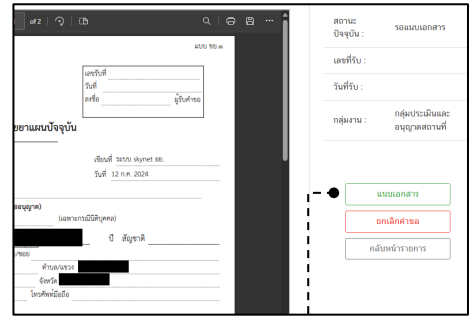 of 2
แบบ ขย.๓
เลขรับที่
วันที่
ลงชื่อ ผู้รับคำขอ
ยยาแผนปัจจุบัน
เขียนที่ ระบบ skynet อย.
วันที่ 12 ก.ค. 2024
ออนุญาต)
(เฉพาะกรณีนิติบุคคล)
ปี สัญชาติ
/ซอย
ตำบล/แขวง
จังหวัด
โทรศัพท์มือถือ
สถานะปัจจุบัน : รอแนบเอกสาร
เลขที่รับ :
วันที่รับ :
กลุ่มงาน : กลุ่มประเมินและ
อนุญาตสถานที่
แนบเอกสาร
ยกเลิกคำขอ
กลับหน้ารายการ